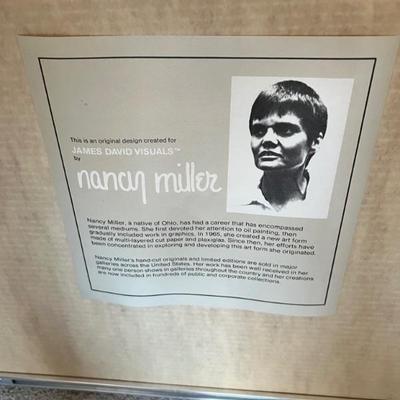 This is an original design created for
JAMES DAVID VISUALS™
by
nancy miller
Nancy Miller, a native of Ohio, has had a career that has encompassed
several mediums. She first devoted her attention to oil painting, then
gradually included work in graphics. In 1965, she created a new art form
made of multi-layered cut paper and plexiglas. Since then, her efforts have
been concentrated in exploring and developing this art form she originated.
Nancy Miller's hand-cut originals and limited editions are sold in major
galleries across the United States. Her work has been well received in her
many one person shows in galleries throughout the country and her creations
are now included in hundreds of public and corporate collections.